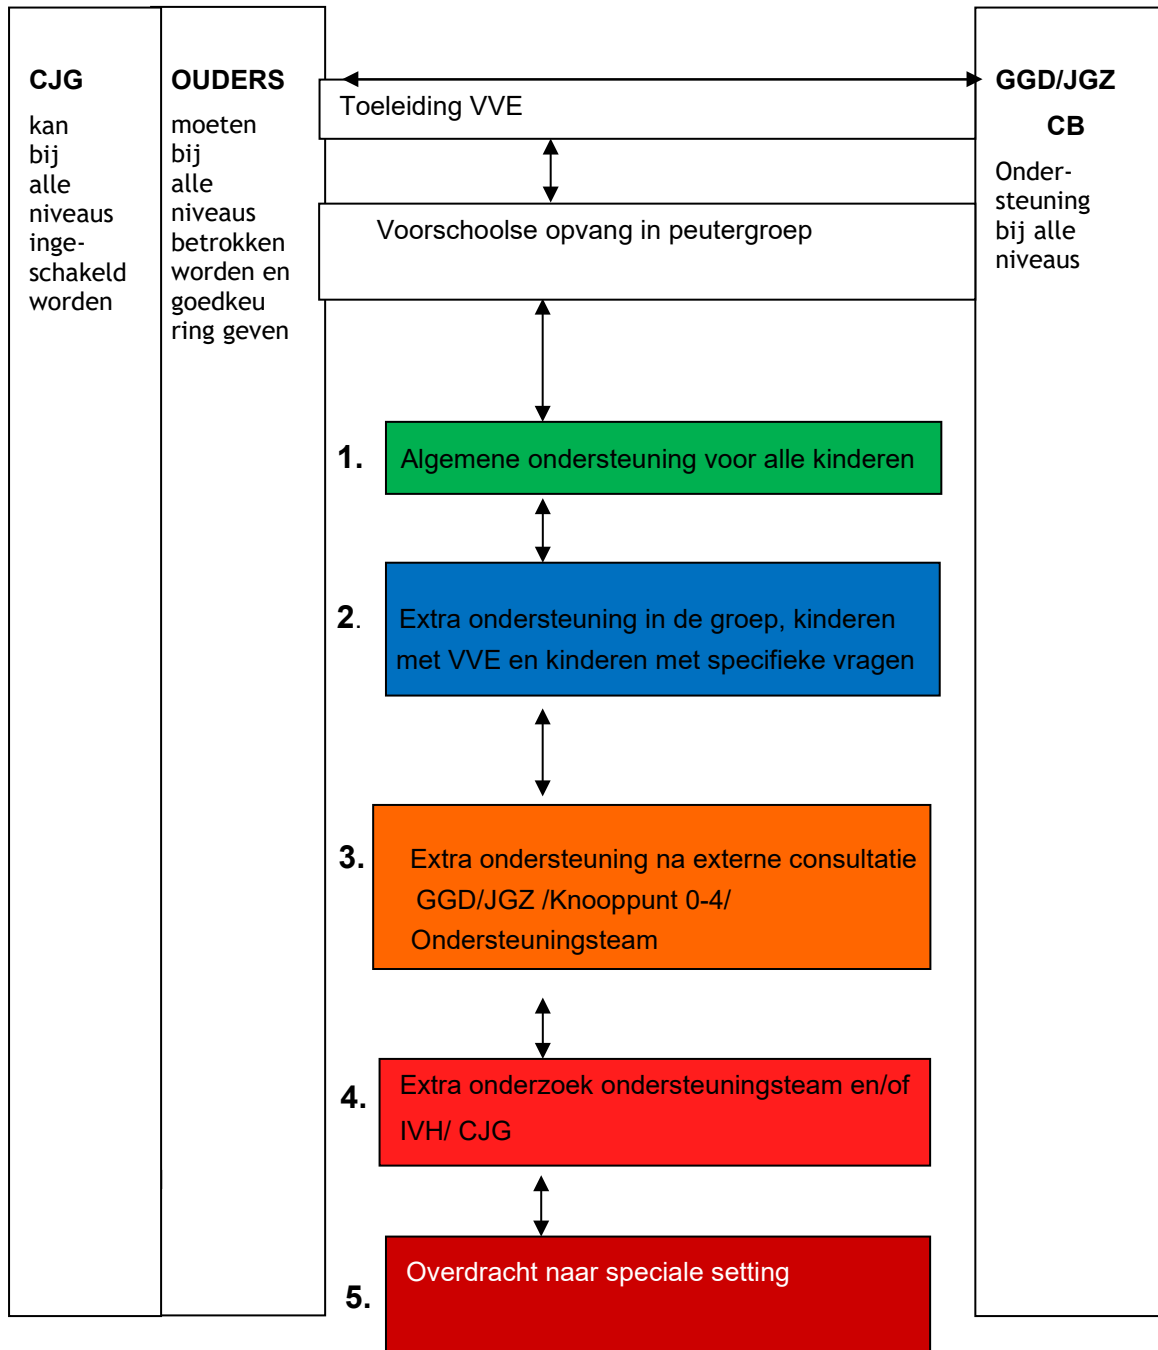 CJG
kan
bij
alle
niveaus
inge-
schakeld
worden
OUDERS
moeten
bij
alle
niveaus
betrokken
worden en
goedkeu
ring geven
Toeleiding VVE
Voorschoolse opvang in peutergroep
GGD/JGZ
CB
Onder-
steuning
bij alle
niveaus
1. Algemene ondersteuning voor alle kinderen
2. Extra ondersteuning in de groep, kinderen
met VVE en kinderen met specifieke vragen
3. Extra ondersteuning na externe consultatie
GGD/JGZ /Knooppunt 0-4/
Ondersteuningsteam
4. Extra onderzoek ondersteuningsteam en/of
IVH/ CJG
5. Overdracht naar speciale setting